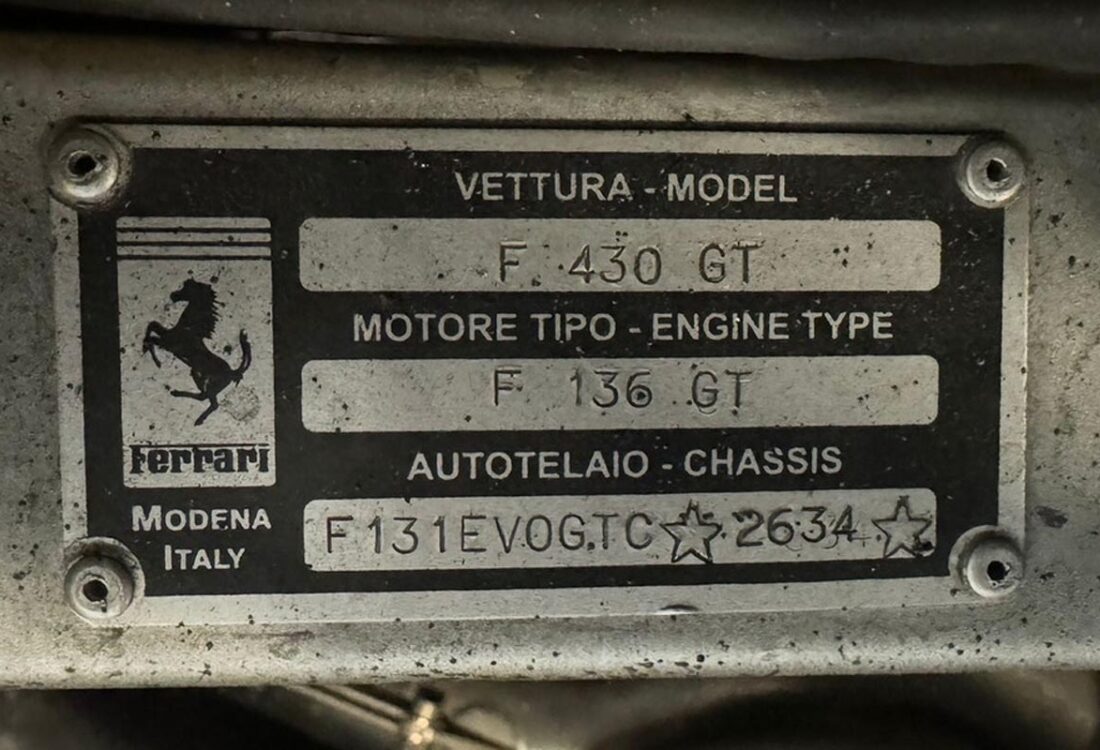 VETTURA - MODEL
F 430 GT
MOTORE TIPO - ENGINE TYPE
F 136 GT
AUTOTELAIO - CHASSIS
F131EVOGTC☆2634☆
Ferrari
MODENA
ITALY